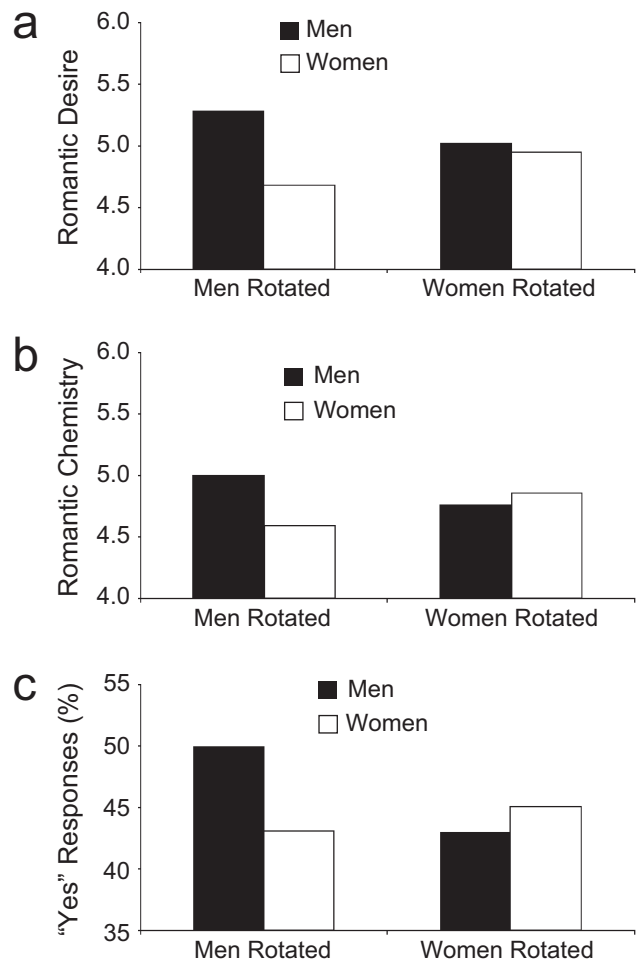 a
Romantic Desire
6.0
5.5
5.0
4.5
4.0
Men
Women
Men Rotated
Women Rotated
b
Romantic Chemistry
6.0
5.5
5.0
4.5
4.0
Men
Women
Men Rotated
Women Rotated
c
“Yes” Responses (%)
55
50
45
40
35
Men
Women
Men Rotated
Women Rotated